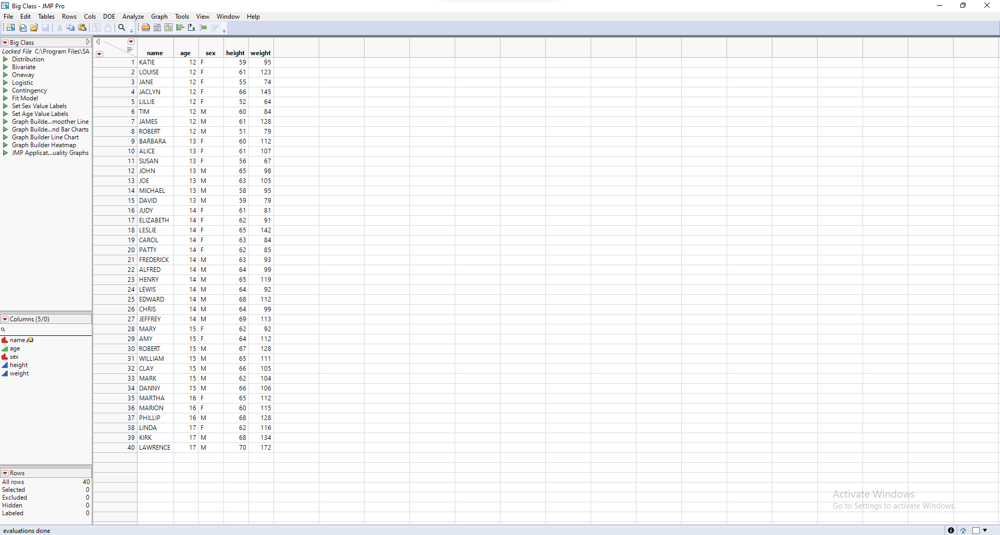 Big Class - JMP Pro
File Edit Tables Rows Cols DOE Analyze Graph Tools View Window Help
Big Class
Locked File C:\Program Files\SA
Distribution
Bivariate
Oneway
Logistic
Contingency
Fit Model
Set Sex Value Labels
Set Age Value Labels
Graph Builde...moother Line
Graph Builde...nd Bar Charts
Graph Builder Line Chart
Graph Builder Heatmap
JMP Applicat...uality Graphs
Columns (5/0)
name
age
sex
height
weight
Rows
All rows 40
Selected 0
Excluded 0
Hidden 0
Labeled 0
name age sex height weight
1 KATIE 12 F 59 95
2 LOUISE 12 F 61 123
3 JANE 12 F 55 74
4 JACLYN 12 F 66 145
5 LILLIE 12 F 52 64
6 TIM 12 M 60 84
7 JAMES 12 M 61 128
8 ROBERT 12 M 51 79
9 BARBARA 13 F 60 112
10 ALICE 13 F 61 107
11 SUSAN 13 F 56 67
12 JOHN 13 M 65 98
13 JOE 13 M 63 105
14 MICHAEL 13 M 58 95
15 DAVID 13 M 59 79
16 JUDY 14 F 61 81
17 ELIZABETH 14 F 62 91
18 LESLIE 14 F 65 142
19 CAROL 14 F 63 84
20 PATTY 14 F 62 85
21 FREDERICK 14 M 63 93
22 ALFRED 14 M 64 99
23 HENRY 14 M 65 119
24 LEWIS 14 M 64 92
25 EDWARD 14 M 68 112
26 CHRIS 14 M 64 99
27 JEFFREY 14 M 69 113
28 MARY 15 F 62 92
29 AMY 15 F 64 112
30 ROBERT 15 M 67 128
31 WILLIAM 15 M 65 111
32 CLAY 15 M 66 105
33 MARK 15 M 62 104
34 DANNY 15 M 66 106
35 MARTHA 16 F 65 112
36 MARION 16 F 60 115
37 PHILLIP 16 M 68 128
38 LINDA 17 F 62 116
39 KIRK 17 M 68 134
40 LAWRENCE 17 M 70 172
Activate Windows
Go to Settings to activate Windows.
evaluations done